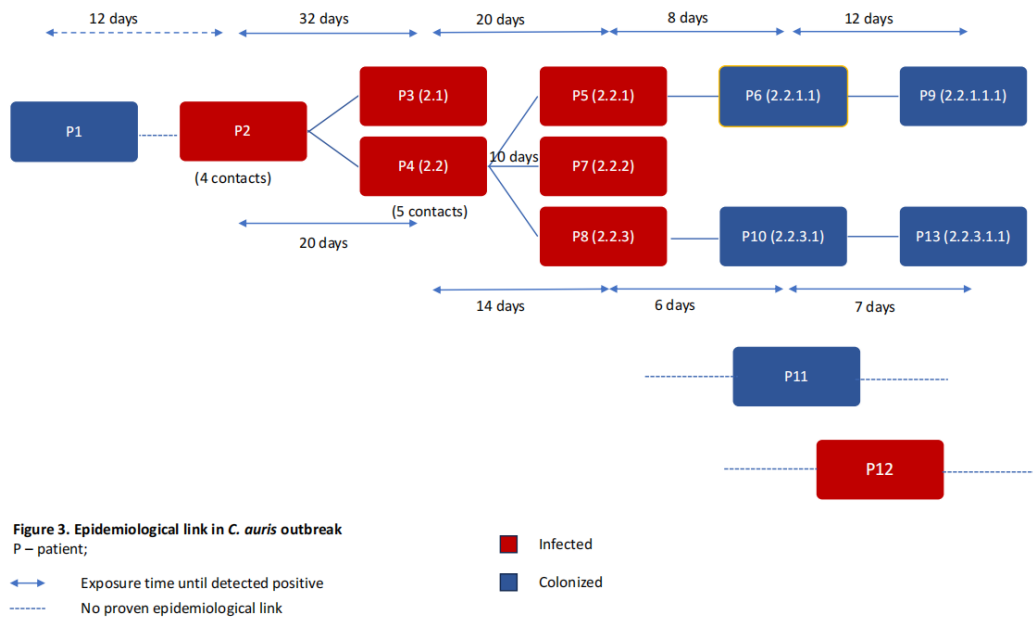 12 days
32 days
20 days
8 days
12 days
P1
P2
(4 contacts)
P3 (2.1)
P4 (2.2)
(5 contacts)
10 days
P5 (2.2.1)
P7 (2.2.2)
P8 (2.2.3)
P6 (2.2.1.1)
P9 (2.2.1.1.1)
P10 (2.2.3.1)
P13 (2.2.3.1.1)
20 days
14 days
6 days
7 days
P11
P12
Figure 3. Epidemiological link in C. auris outbreak
P – patient;
Exposure time until detected positive
No proven epidemiological link
Infected
Colonized